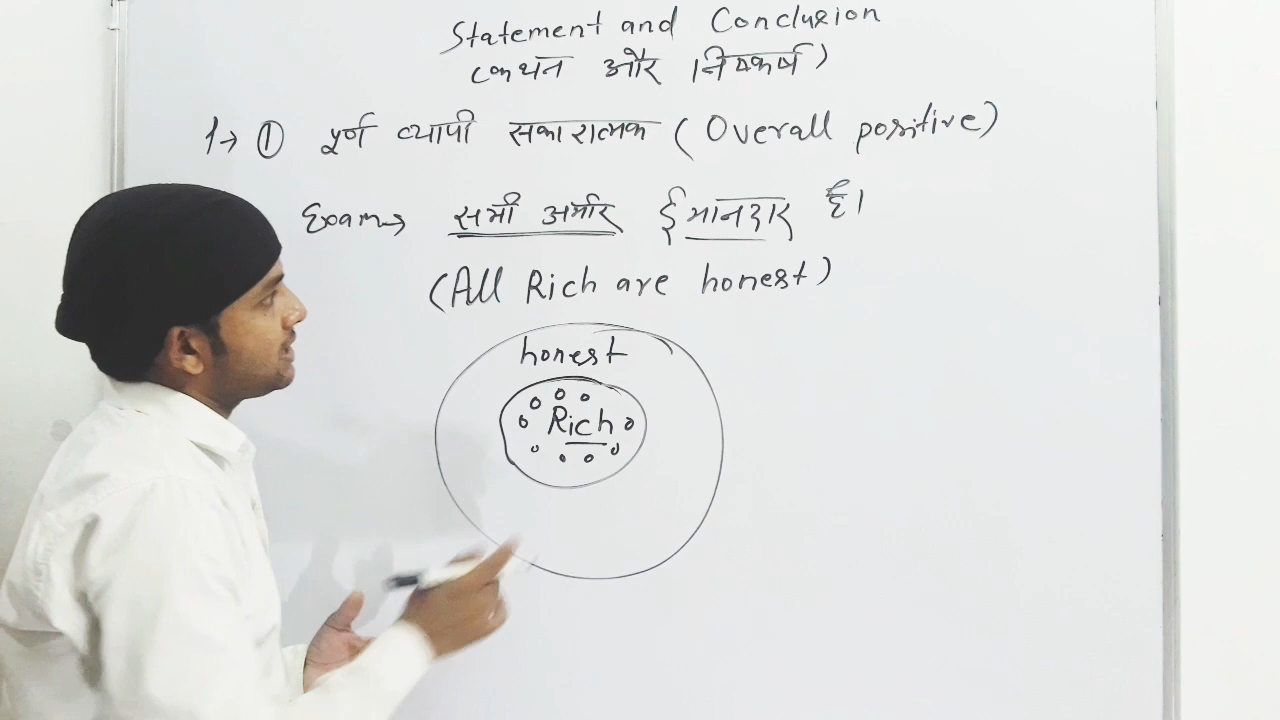 Statement and Conclusion
(कथन और निष्कर्ष)
1→ ① पूर्ण व्यापी सकारात्मक (Overall positive)
Exam→ सभी अमीर ईमानदार है।
(All Rich are honest)
honest
Rich